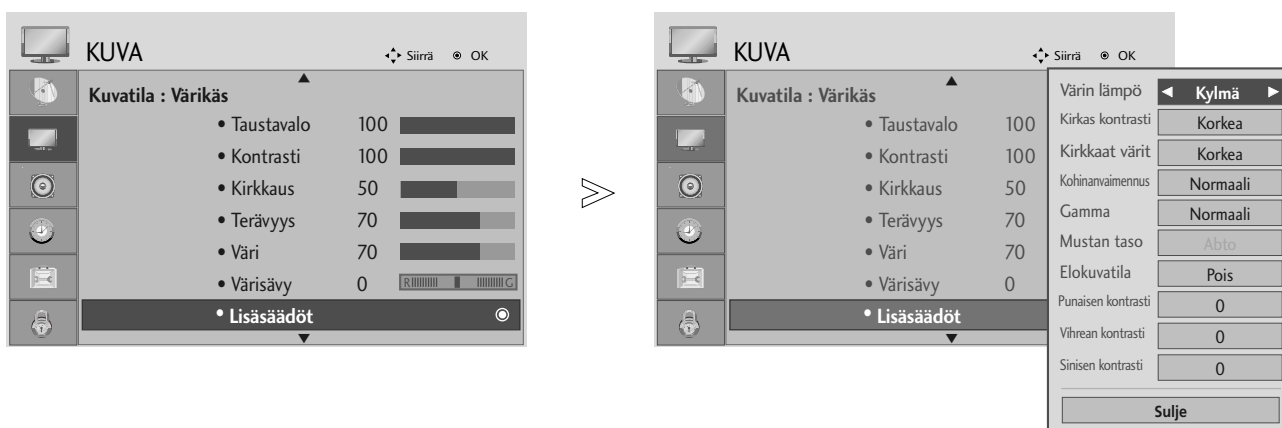 KUVA Siirrä OK
Kuvatila : Värikäs
• Taustavalo 100
• Kontrasti 100
• Kirkkaus 50
• Terävyys 70
• Väri 70
• Värisävy 0 R G
• Lisäsäädöt
KUVA Siirrä OK
Kuvatila : Värikäs
• Taustavalo 100
• Kontrasti 100
• Kirkkaus 50
• Terävyys 70
• Väri 70
• Värisävy 0
• Lisäsäädöt
Värin lämpö ◄ Kylmä ►
Kirkas kontrasti Korkea
Kirkkaat värit Korkea
Kohinanvaimennus Normaali
Gamma Normaali
Mustan taso Abto
Elokuvatila Pois
Punaisen kontrasti 0
Vihrean kontrasti 0
Sinisen kontrasti 0
Sulje